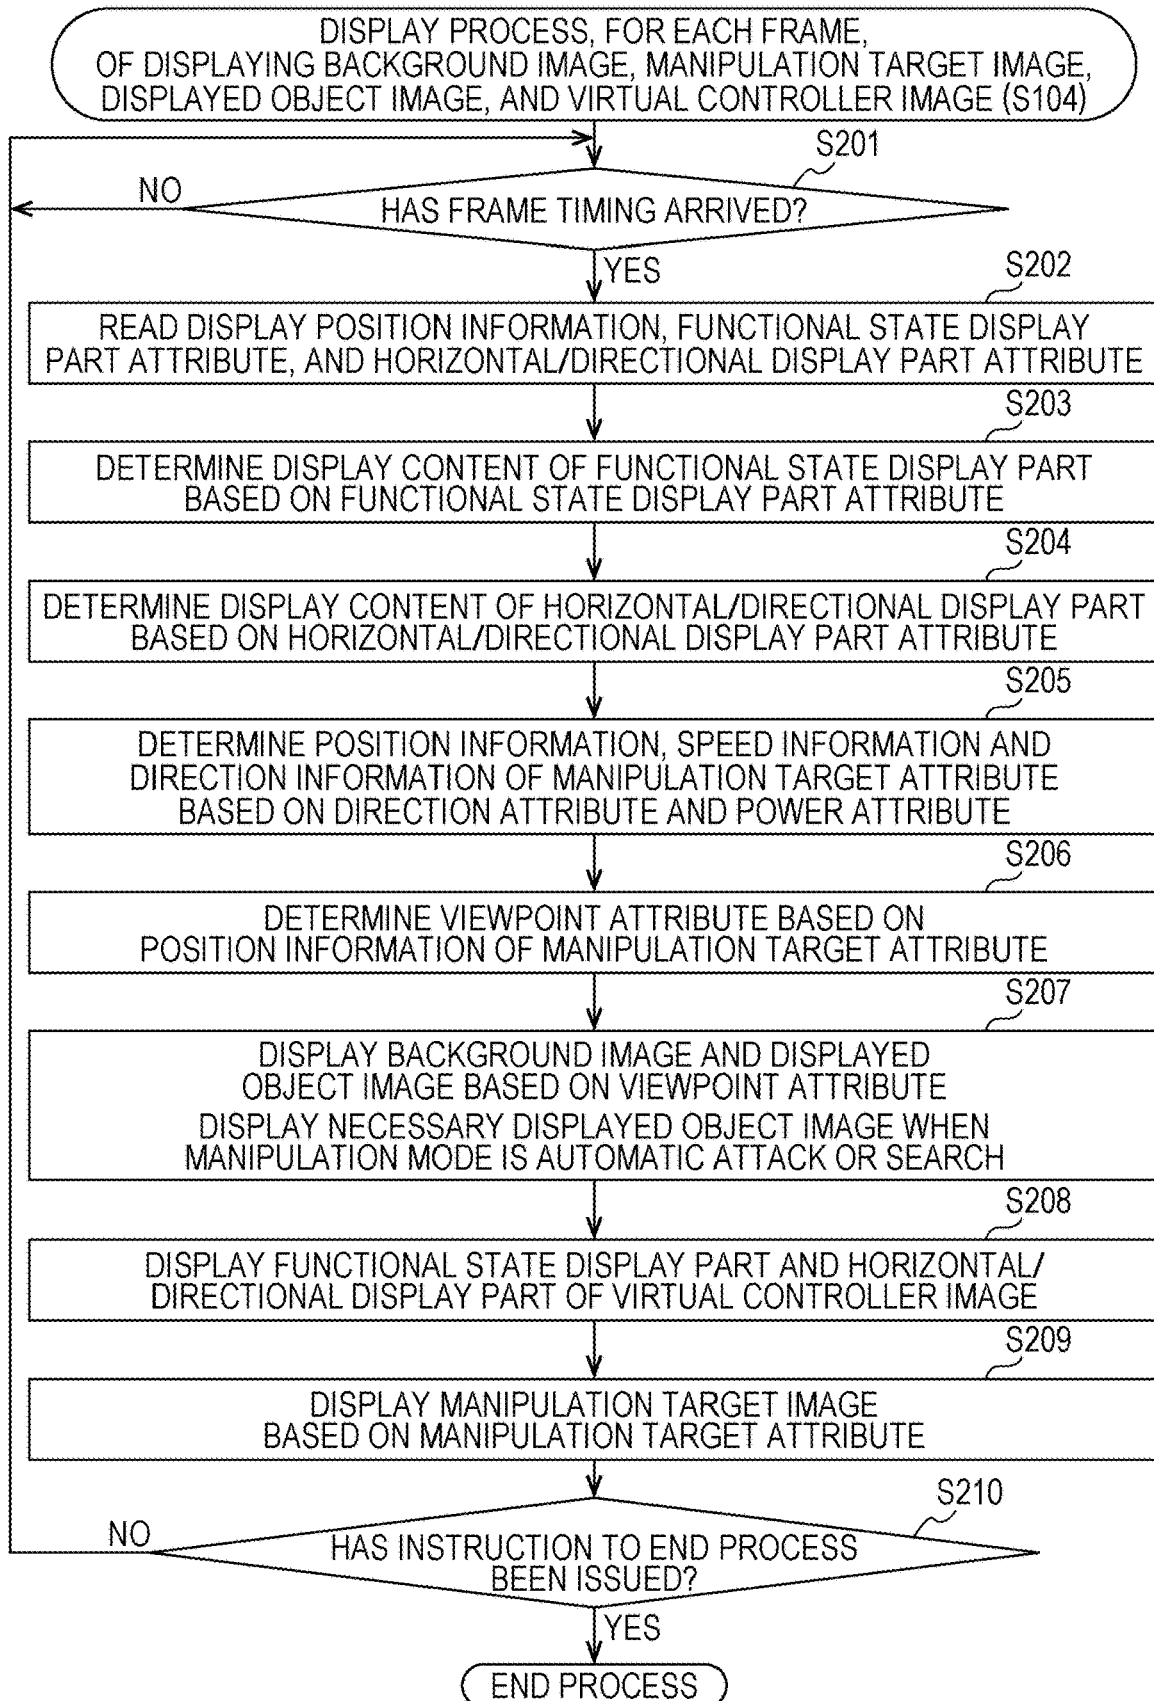 DISPLAY PROCESS, FOR EACH FRAME,
OF DISPLAYING BACKGROUND IMAGE, MANIPULATION TARGET IMAGE,
DISPLAYED OBJECT IMAGE, AND VIRTUAL CONTROLLER IMAGE (S104)
S201
NO
HAS FRAME TIMING ARRIVED?
YES
S202
READ DISPLAY POSITION INFORMATION, FUNCTIONAL STATE DISPLAY
PART ATTRIBUTE, AND HORIZONTAL/DIRECTIONAL DISPLAY PART ATTRIBUTE
S203
DETERMINE DISPLAY CONTENT OF FUNCTIONAL STATE DISPLAY PART
BASED ON FUNCTIONAL STATE DISPLAY PART ATTRIBUTE
S204
DETERMINE DISPLAY CONTENT OF HORIZONTAL/DIRECTIONAL DISPLAY PART
BASED ON HORIZONTAL/DIRECTIONAL DISPLAY PART ATTRIBUTE
S205
DETERMINE POSITION INFORMATION, SPEED INFORMATION AND
DIRECTION INFORMATION OF MANIPULATION TARGET ATTRIBUTE
BASED ON DIRECTION ATTRIBUTE AND POWER ATTRIBUTE
S206
DETERMINE VIEWPOINT ATTRIBUTE BASED ON
POSITION INFORMATION OF MANIPULATION TARGET ATTRIBUTE
S207
DISPLAY BACKGROUND IMAGE AND DISPLAYED
OBJECT IMAGE BASED ON VIEWPOINT ATTRIBUTE
DISPLAY NECESSARY DISPLAYED OBJECT IMAGE WHEN
MANIPULATION MODE IS AUTOMATIC ATTACK OR SEARCH
S208
DISPLAY FUNCTIONAL STATE DISPLAY PART AND HORIZONTAL/
DIRECTIONAL DISPLAY PART OF VIRTUAL CONTROLLER IMAGE
S209
DISPLAY MANIPULATION TARGET IMAGE
BASED ON MANIPULATION TARGET ATTRIBUTE
S210
NO
HAS INSTRUCTION TO END PROCESS
BEEN ISSUED?
YES
END PROCESS